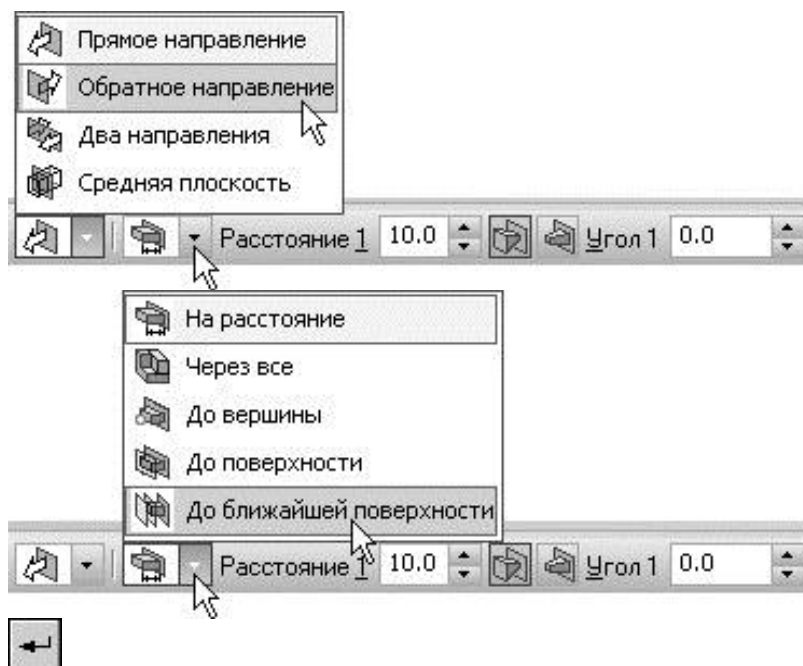 Прямое направление
Обратное направление
Два направления
Средняя плоскость
Расстояние 1 10.0 Угол 1 0.0
На расстояние
Через все
До вершины
До поверхности
До ближайшей поверхности
Расстояние 1 10.0 Угол 1 0.0